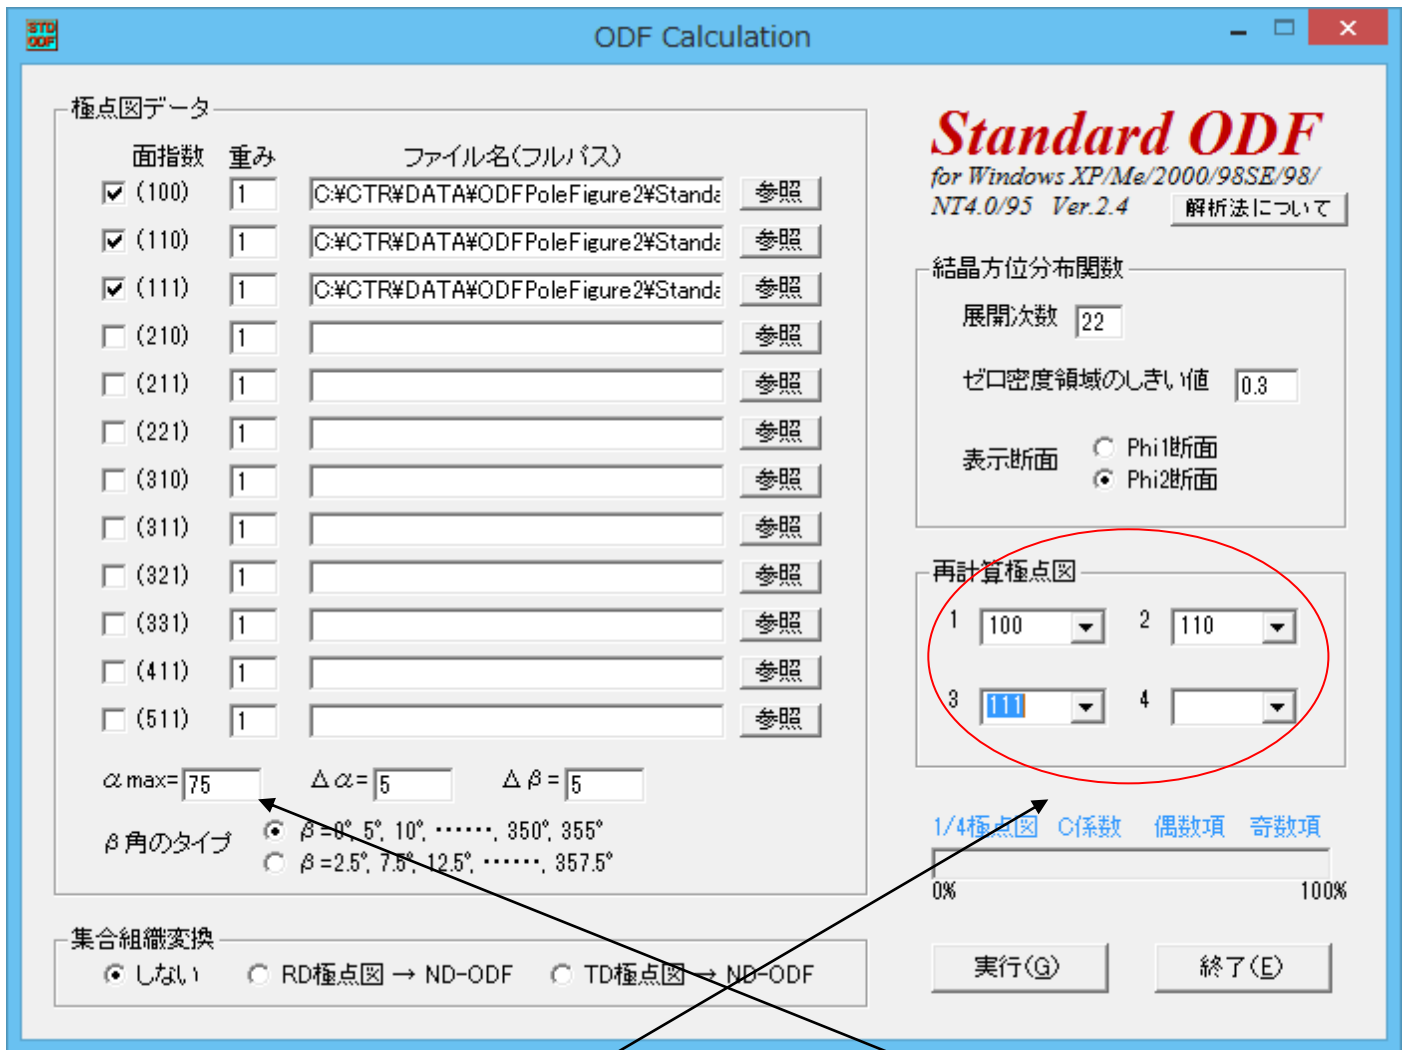 STD ODF
ODF Calculation
極点図データ
面指数 重み ファイル名(フルパス)
(100) 1 C:¥CTR¥DATA¥ODFPoleFigure2¥Standa 参照
(110) 1 C:¥CTR¥DATA¥ODFPoleFigure2¥Standa 参照
(111) 1 C:¥CTR¥DATA¥ODFPoleFigure2¥Standa 参照
(210) 1 参照
(211) 1 参照
(221) 1 参照
(310) 1 参照
(311) 1 参照
(321) 1 参照
(331) 1 参照
(411) 1 参照
(511) 1 参照
αmax= 75 Δα= 5 Δβ= 5
β角のタイプ
β=0°, 5°, 10°, ‥‥‥, 350°, 355°
β=2.5°, 7.5°, 12.5°, ‥‥‥, 357.5°
集合組織変換
しない RD極点図 → ND-ODF TD極点図 → ND-ODF
Standard ODF
for Windows XP/Me/2000/98SE/98/
NT4.0/95 Ver.2.4 解析法について
結晶方位分布関数
展開次数 22
ゼロ密度領域のしきい値 0.3
表示断面
Phi1断面
Phi2断面
再計算極点図
1 100 2 110
3 111 4
1/4極点図 C係数 偶数項 奇数項
0% 100%
実行(G) 終了(E)